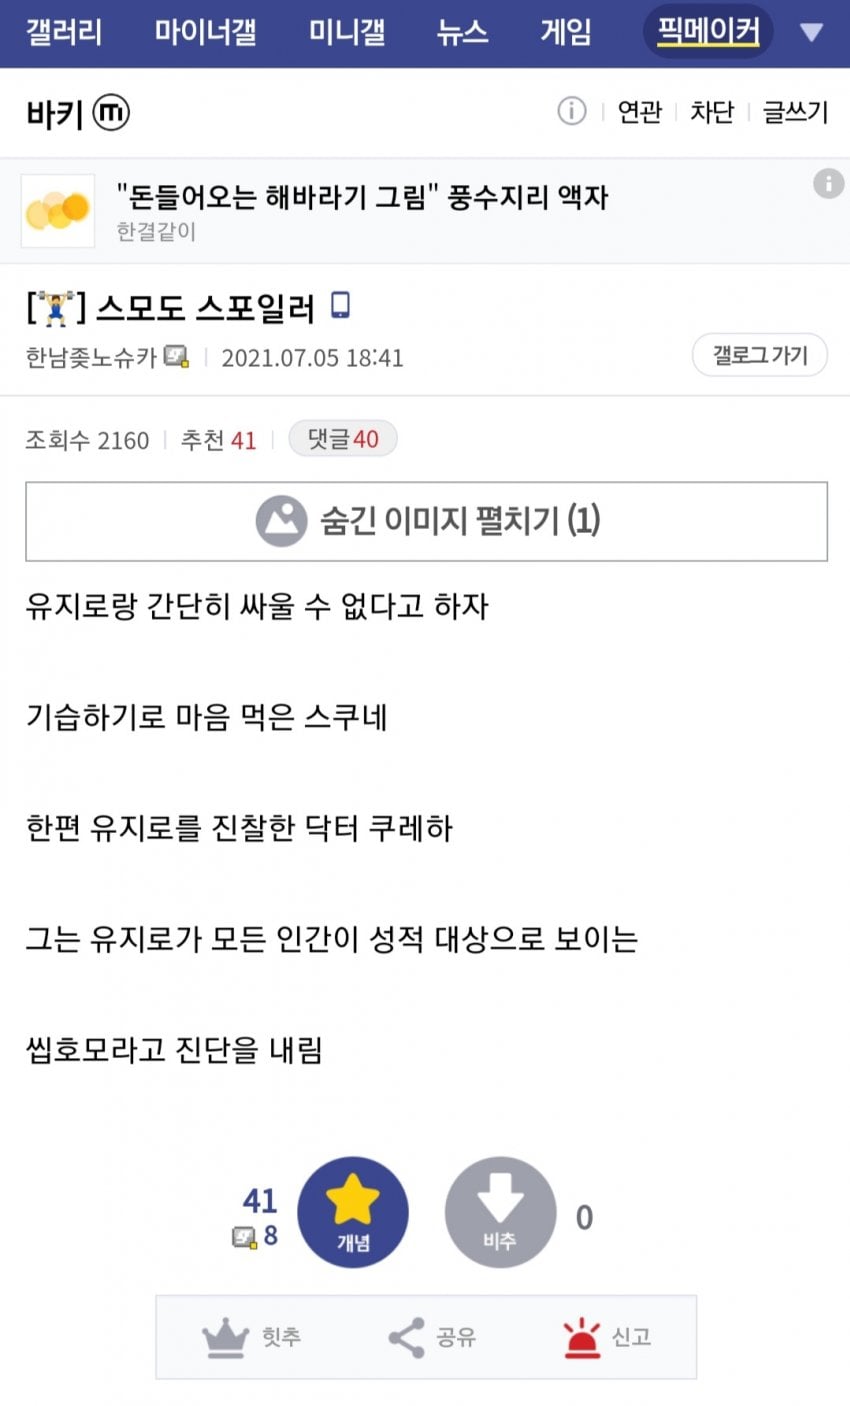 갤러리 마이너갤 미니갤 뉴스 게임 픽메이커
바키 ⓜ 연관 차단 글쓰기
"돈들어오는 해바라기 그림" 풍수지리 액자
한결같이
[🏋️] 스모도 스포일러
한남좆노슈카 2021.07.05 18:41 갤로그 가기
조회수 2160 추천 41 댓글 40
숨긴 이미지 펼치기 (1)
유지로랑 간단히 싸울 수 없다고 하자
기습하기로 마음 먹은 스쿠네
한편 유지로를 진찰한 닥터 쿠레하
그는 유지로가 모든 인간이 성적 대상으로 보이는
씹호모라고 진단을 내림
41 개념 비추 0
8
힛추 공유 신고